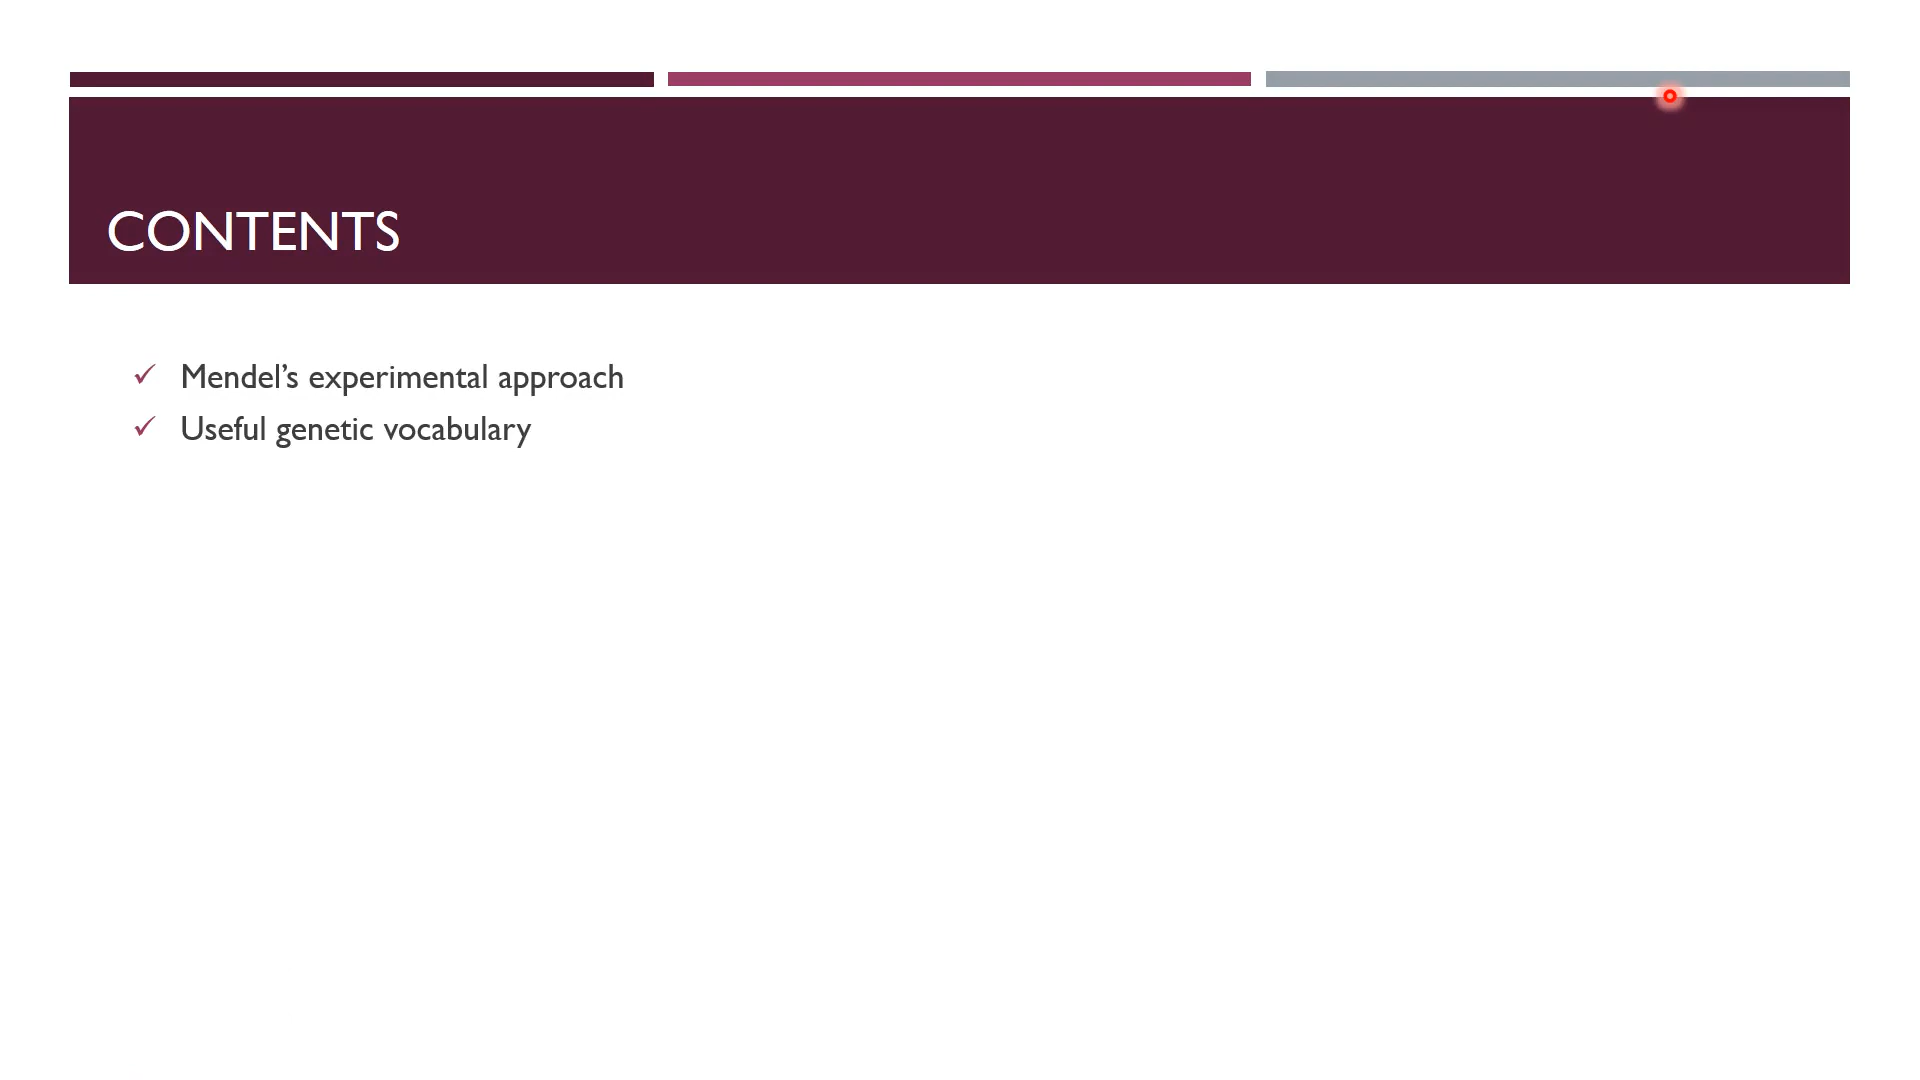 CONTENTS
✓ Mendel’s experimental approach
✓ Useful genetic vocabulary